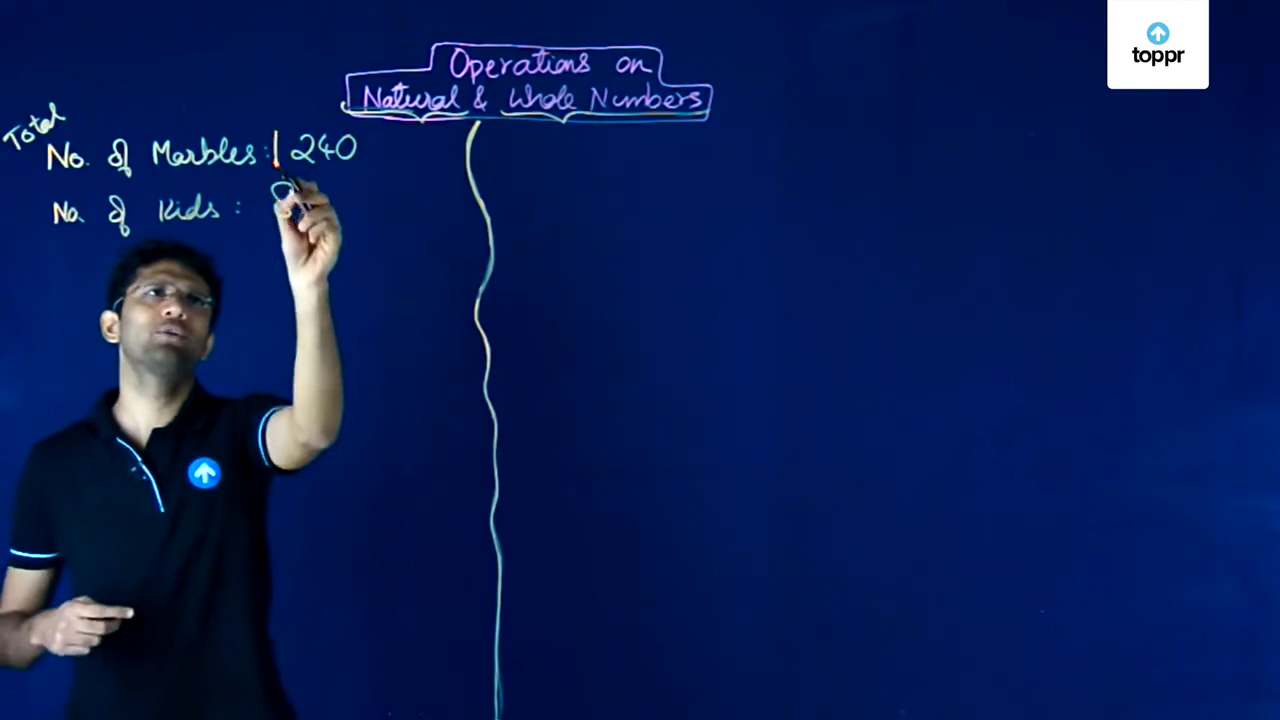 toppr
Operations on
Natural & Whole Numbers
Total
No. of Marbles : 240
No. of Kids :